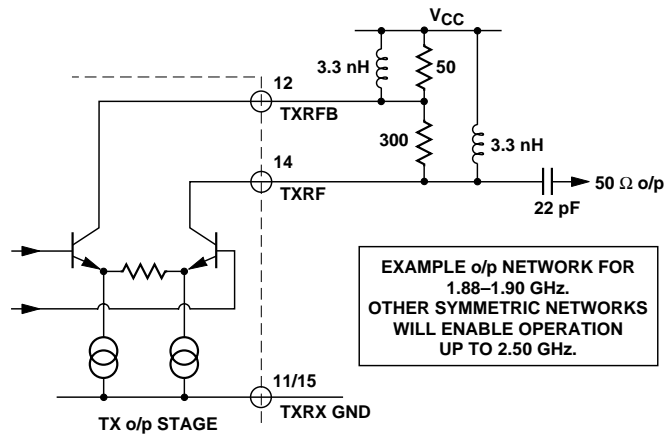 VCC
3.3 nH
50
12
TXRFB
300
3.3 nH
14
TXRF
50 Ω o/p
22 pF
EXAMPLE o/p NETWORK FOR
1.88–1.90 GHz.
OTHER SYMMETRIC NETWORKS
WILL ENABLE OPERATION
UP TO 2.50 GHz.
11/15
TXRX GND
TX o/p STAGE